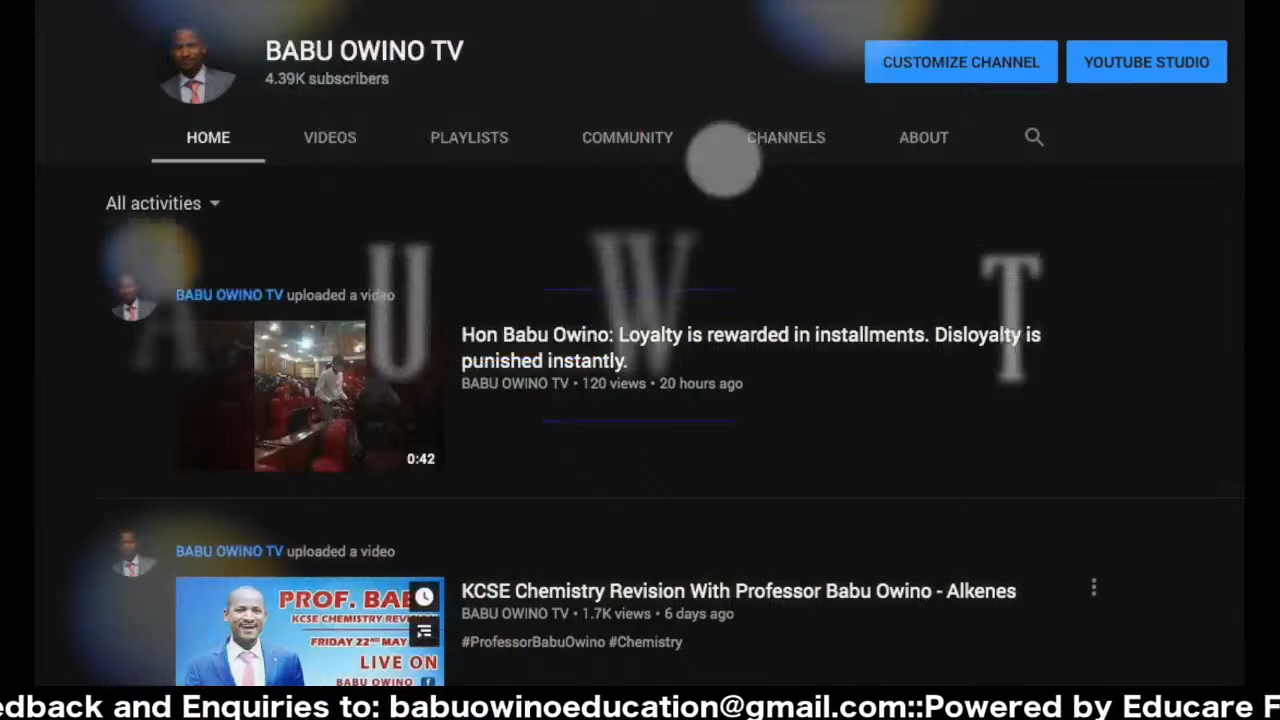 BABU OWINO TV
4.39K subscribers
CUSTOMIZE CHANNEL
YOUTUBE STUDIO
HOME VIDEOS PLAYLISTS COMMUNITY CHANNELS ABOUT
All activities
A U W T
BABU OWINO TV uploaded a video
Hon Babu Owino: Loyalty is rewarded in installments. Disloyalty is
punished instantly.
BABU OWINO TV • 120 views • 20 hours ago
0:42
BABU OWINO TV uploaded a video
KCSE Chemistry Revision With Professor Babu Owino - Alkenes
BABU OWINO TV • 1.7K views • 6 days ago
#ProfessorBabuOwino #Chemistry
PROF. BAB
KCSE CHEMISTRY REVI
FRIDAY 22ND MAY
LIVE ON
BABU OWINO
edback and Enquiries to: babuowinoeducation@gmail.com::Powered by Educare F